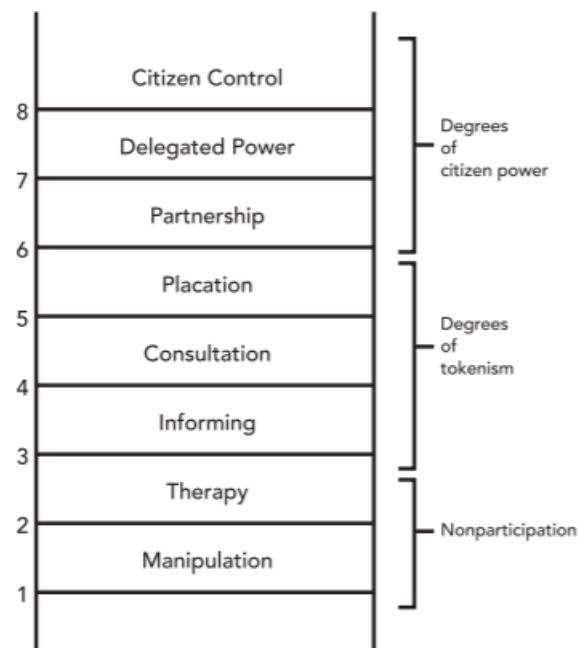 Citizen Control
8
Delegated Power
7
Partnership
6
Placation
5
Consultation
4
Informing
3
Therapy
2
Manipulation
1
Degrees
of
citizen power
Degrees
of
tokenism
Nonparticipation